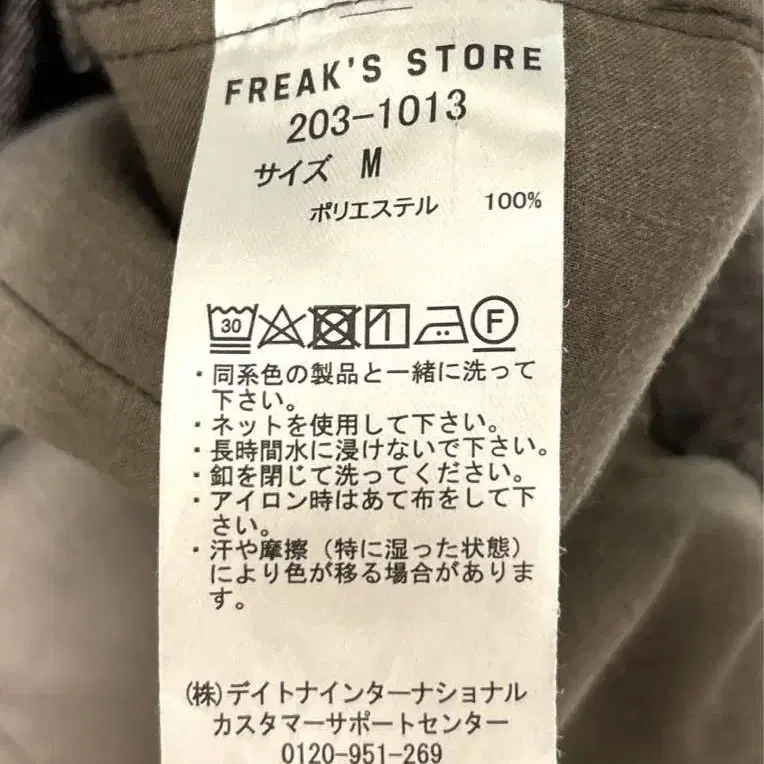 FREAK'S STORE
203-1013
サイズ M
ポリエステル 100%
30 F
・同系色の製品と一緒に洗って
下さい。
・ネットを使用して下さい。
・長時間水に浸けないで下さい。
・釦を閉じて洗ってください。
・アイロン時はあて布をして下
さい。
・汗や摩擦（特に湿った状態）
により色が移る場合がありま
す。
(株)デイトナインターナショナル
カスタマーサポートセンター
0120-951-269